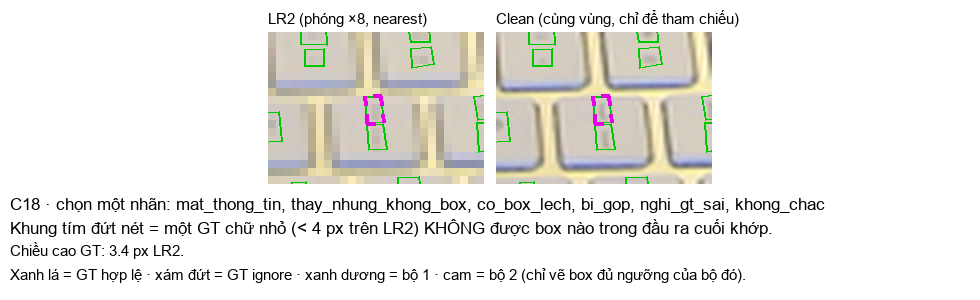 LR2 (phóng ×8, nearest)
Clean (cùng vùng, chỉ để tham chiếu)
C18 · chọn một nhãn: mat_thong_tin, thay_nhung_khong_box, co_box_lech, bi_gop, nghi_gt_sai, khong_chac
Khung tím đứt nét = một GT chữ nhỏ (< 4 px trên LR2) KHÔNG được box nào trong đầu ra cuối khớp.
Chiều cao GT: 3.4 px LR2.
Xanh lá = GT hợp lệ · xám đứt = GT ignore · xanh dương = bộ 1 · cam = bộ 2 (chỉ vẽ box đủ ngưỡng của bộ đó).